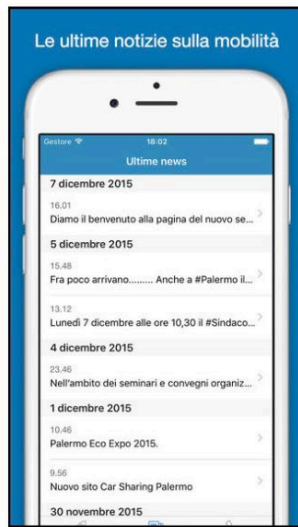 Le ultime notizie sulla mobilità
Gestore 18:02
Ultime news
7 dicembre 2015
16.01
Diamo il benvenuto alla pagina del nuovo se...
5 dicembre 2015
15.48
Fra poco arrivano......... Anche a #Palermo il...
13.12
Lunedì 7 dicembre alle ore 10,30 il #Sindaco...
4 dicembre 2015
23.46
Nell'ambito dei seminari e convegni organiz...
1 dicembre 2015
10.46
Palermo Eco Expo 2015.
9.56
Nuovo sito Car Sharing Palermo
30 novembre 2015